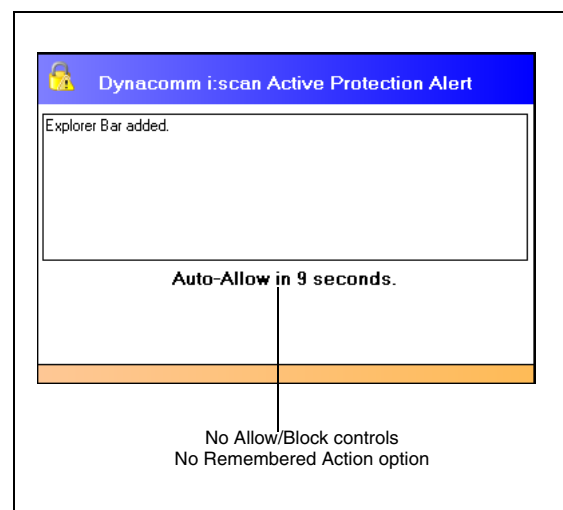 Dynacomm i:scan Active Protection Alert
Explorer Bar added.
Auto-Allow in 9 seconds.
No Allow/Block controls
No Remembered Action option